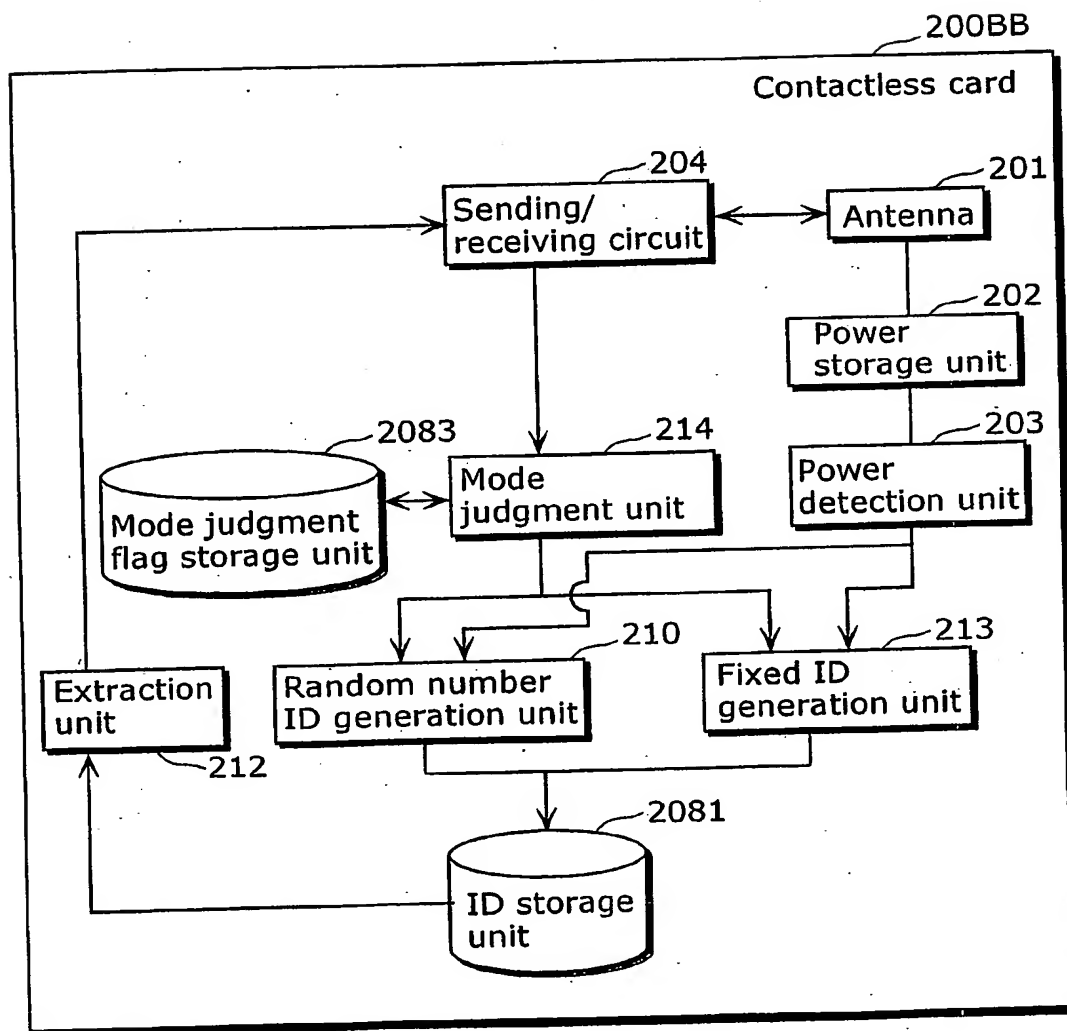 200BB
Contactless card
204
201
Sending/
receiving circuit
Antenna
202
Power
storage unit
2083
214
203
Mode judgment
flag storage unit
Mode
judgment unit
Power
detection unit
210
213
Extraction
unit
Random number
ID generation unit
Fixed ID
generation unit
212
2081
ID storage
unit